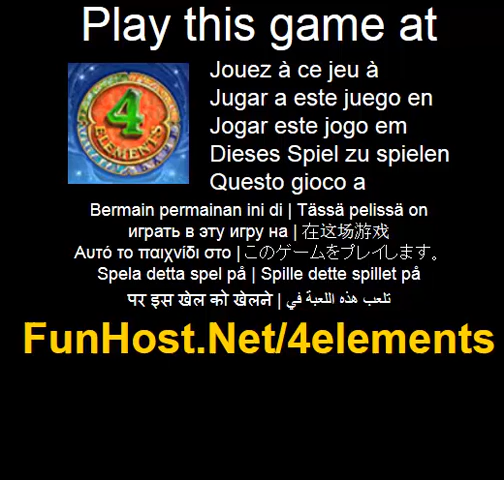 Play this game at
4
ELEMENTS
Jouez à ce jeu à
Jugar a este juego en
Jogar este jogo em
Dieses Spiel zu spielen
Questo gioco a
Bermain permainan ini di | Tässä pelissä on
играть в эту игру на | 在这场游戏
Αυτό το παιχνίδι στο | このゲームをプレイします。
Spela detta spel på | Spille dette spillet på
पर इस खेल को खेलने | تلعب هذه اللعبة في
FunHost.Net/4elements